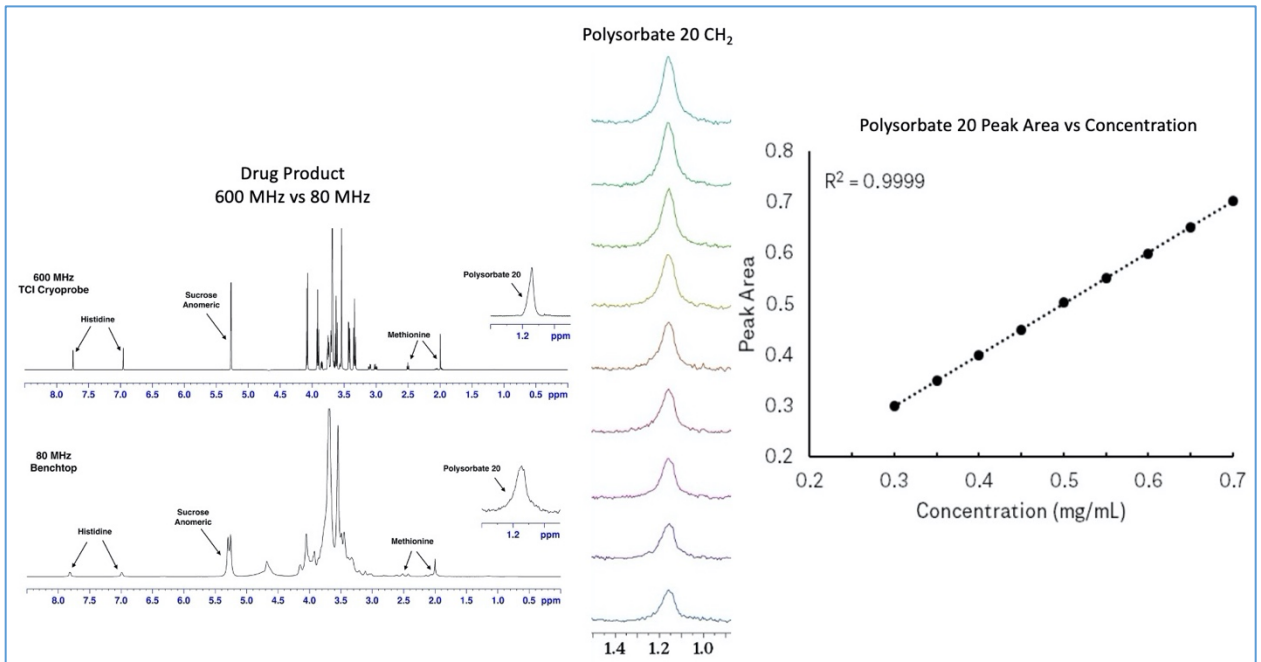 Drug Product
600 MHz vs 80 MHz
600 MHz
TCI Cryoprobe
Histidine
Sucrose
Anomeric
Methionine
Polysorbate 20
1.2 ppm
8.0 7.5 7.0 6.5 6.0 5.5 5.0 4.5 4.0 3.5 3.0 2.5 2.0 1.5 1.0 0.5 ppm
80 MHz
Benchtop
Histidine
Sucrose
Anomeric
Methionine
Polysorbate 20
1.2 ppm
8.0 7.5 7.0 6.5 6.0 5.5 5.0 4.5 4.0 3.5 3.0 2.5 2.0 1.5 1.0 0.5 ppm
Polysorbate 20 CH₂
1.4 1.2 1.0
Polysorbate 20 Peak Area vs Concentration
R² = 0.9999
Peak Area
0.8
0.7
0.6
0.5
0.4
0.3
0.2
0.2 0.3 0.4 0.5 0.6 0.7
Concentration (mg/mL)